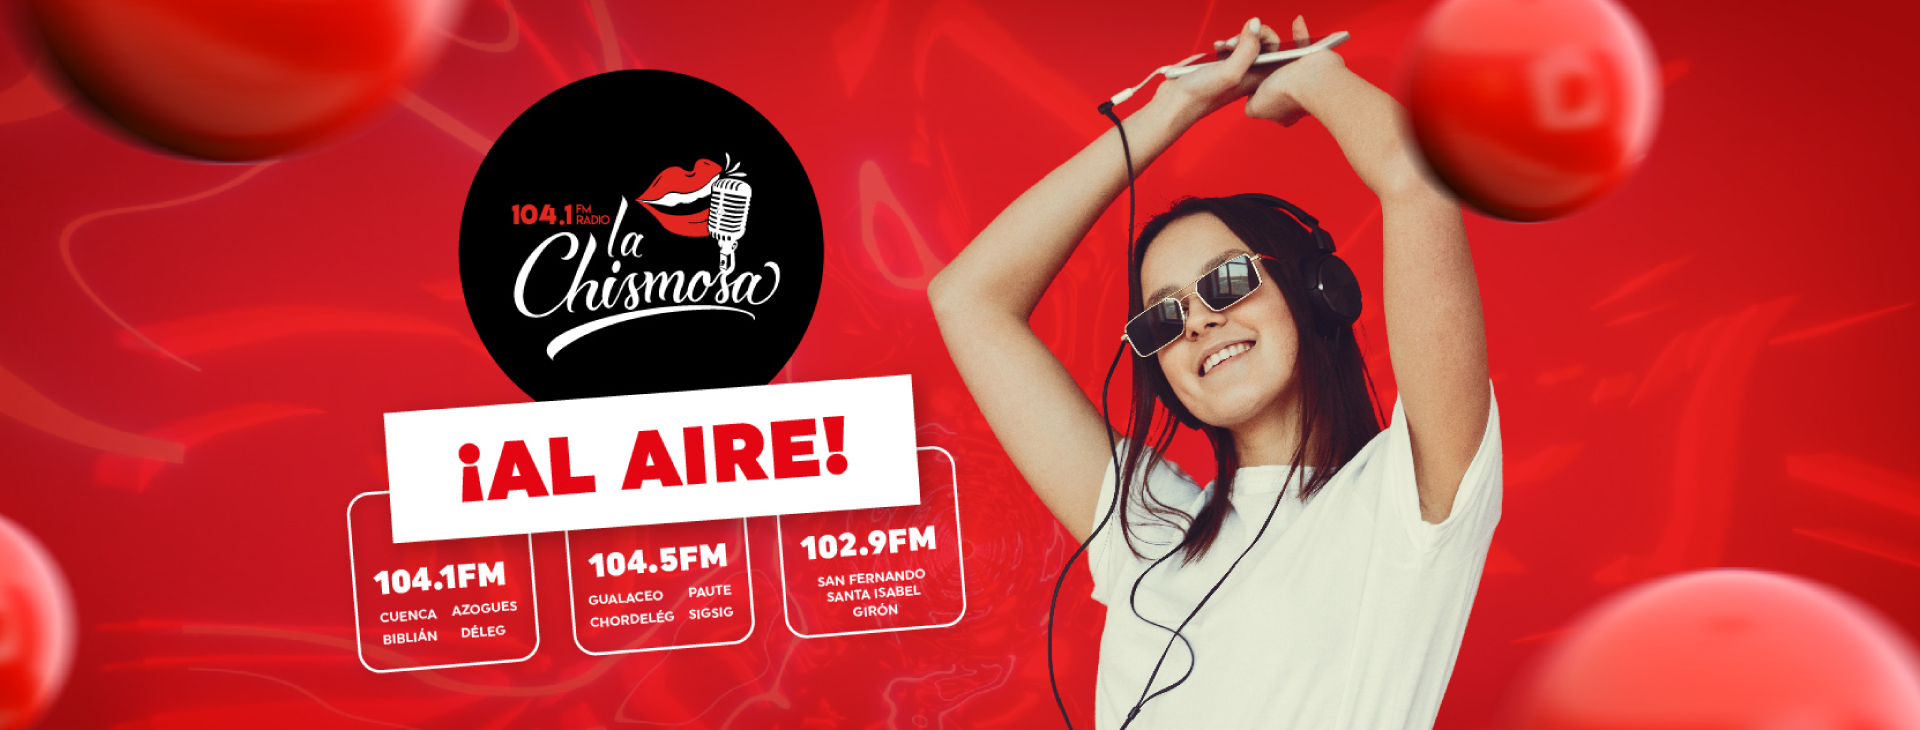 104.1 FM
RADIO
la
Chismosa
¡AL AIRE!
104.1FM
CUENCA AZOGUES
BIBLIÁN DÉLEG
104.5FM
GUALACEO PAUTE
CHORDELÉG SIGSIG
102.9FM
SAN FERNANDO
SANTA ISABEL
GIRÓN